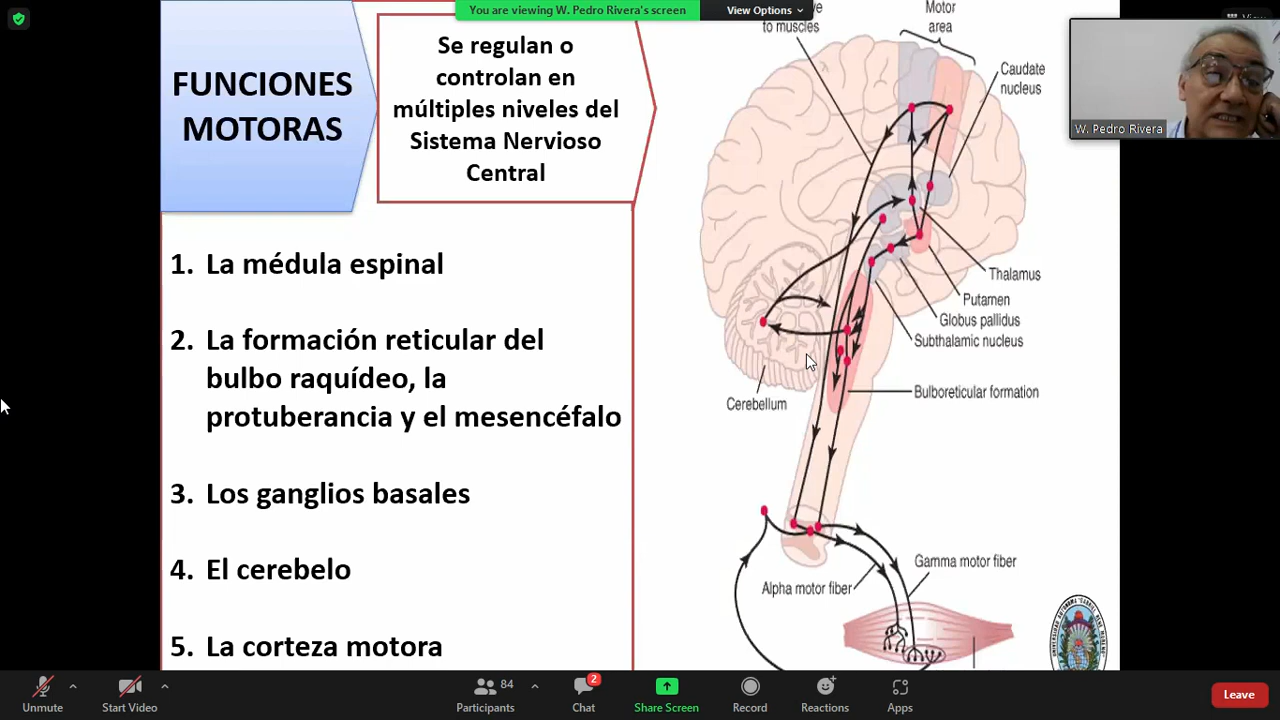 You are viewing W. Pedro Rivera's screen
View Options
View
W. Pedro Rivera
FUNCIONES
MOTORAS
Se regulan o
controlan en
múltiples niveles del
Sistema Nervioso
Central
1. La médula espinal
2. La formación reticular del
bulbo raquídeo, la
protuberancia y el mesencéfalo
3. Los ganglios basales
4. El cerebelo
5. La corteza motora
to muscles
Motor
area
Caudate
nucleus
Thalamus
Putamen
Globus pallidus
Subthalamic nucleus
Bulboreticular formation
Cerebellum
Gamma motor fiber
Alpha motor fiber
Unmute
Start Video
84
Participants
2
Chat
Share Screen
Record
Reactions
Apps
Leave